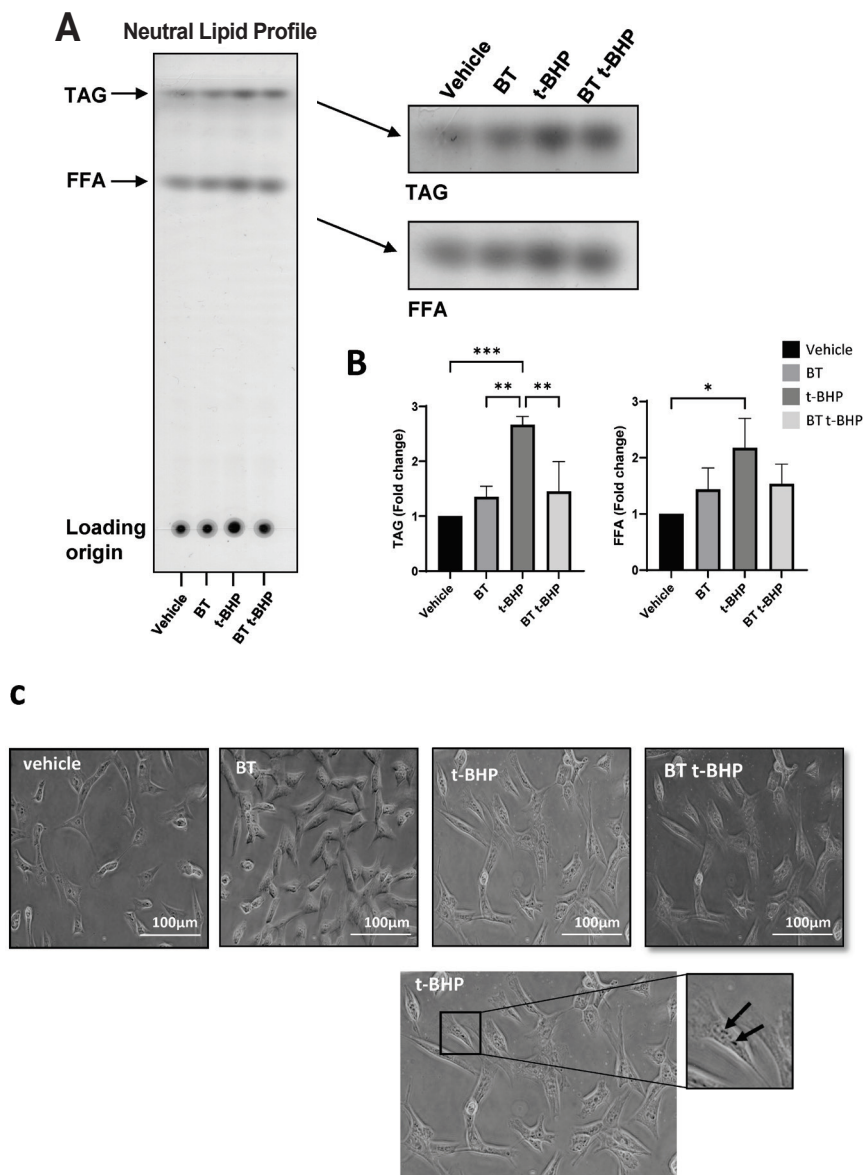 A
Neutral Lipid Profile
TAG
FFA
Loading
origin
Vehicle
BT
t-BHP
BT t-BHP
Vehicle
BT
t-BHP
BT t-BHP
TAG
FFA
B
***
**
**
TAG (Fold change)
3
2
1
0
Vehicle
BT
t-BHP
BT t-BHP
*
FFA (Fold change)
3
2
1
0
Vehicle
BT
t-BHP
BT t-BHP
Vehicle
BT
t-BHP
BT t-BHP
c
vehicle
100μm
BT
100μm
t-BHP
100μm
BT t-BHP
100μm
t-BHP